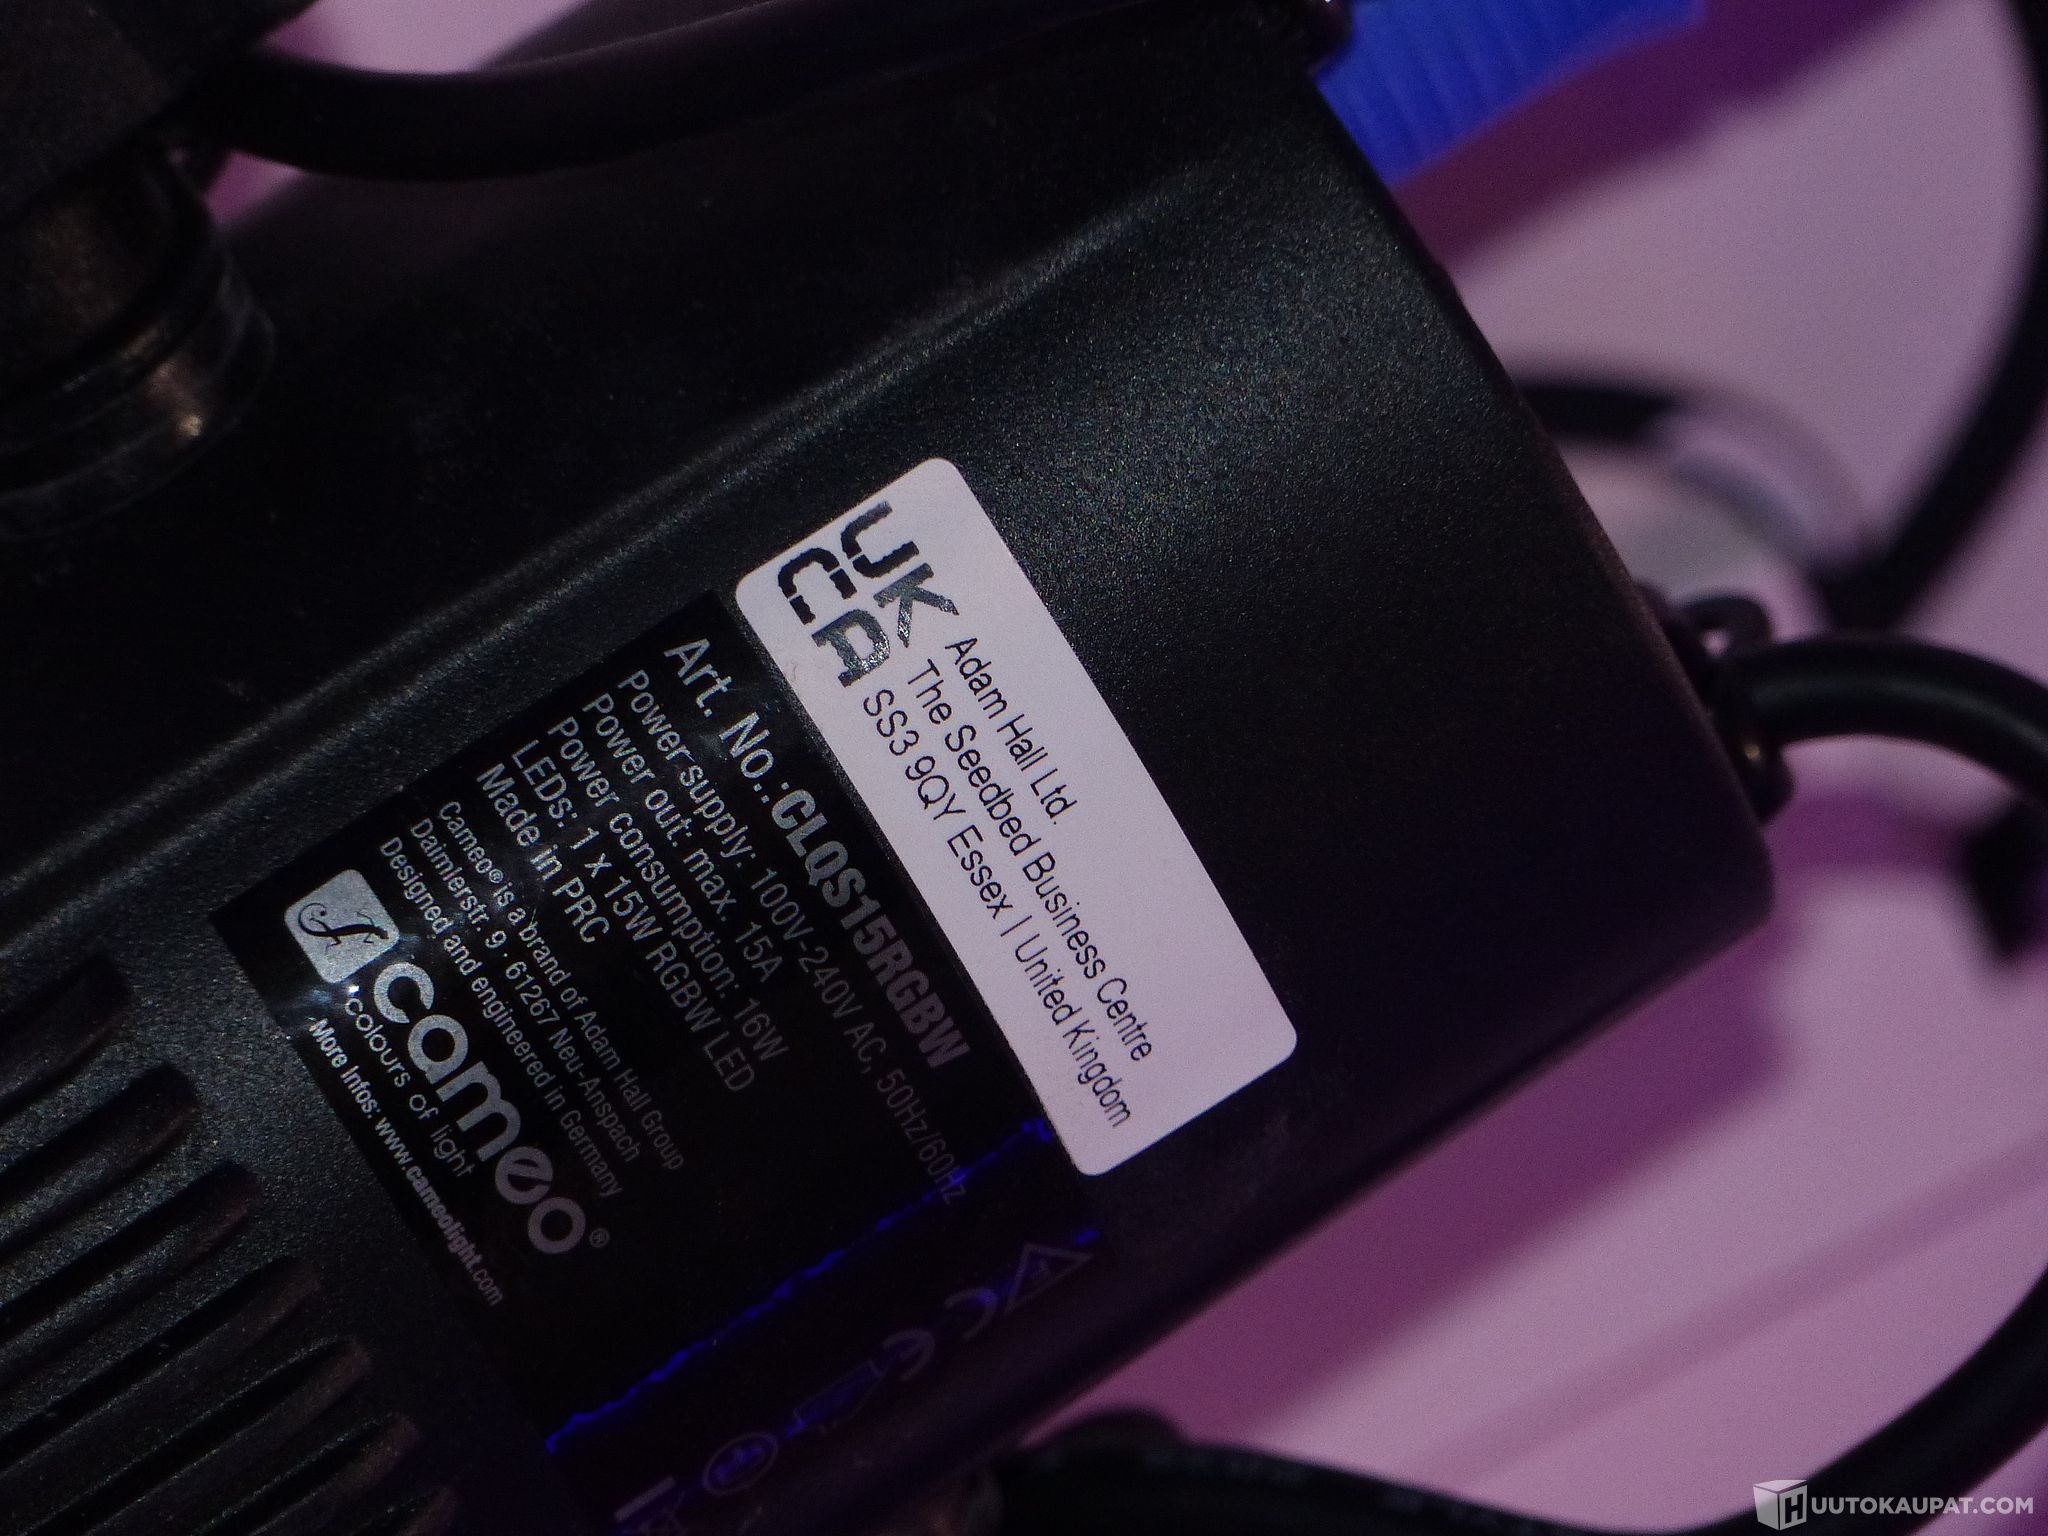 UK
CA
Adam Hall Ltd.
The Seedbed Business Centre
SS3 9QY Essex | United Kingdom
Art. No.: CLQS15RGBW
Power supply: 100V-240V AC, 50Hz/60Hz
Power out: max. 15A
Power consumption: 16W
LEDs: 1 x 15W RGBW LED
Made in PRC
Cameo® is a brand of Adam Hall Group
Daimlerstr. 9 · 61267 Neu-Anspach
Designed and engineered in Germany
cameo®
colours of light
More Infos: www.cameolight.com
CE
HUUTOKAUPAT.COM